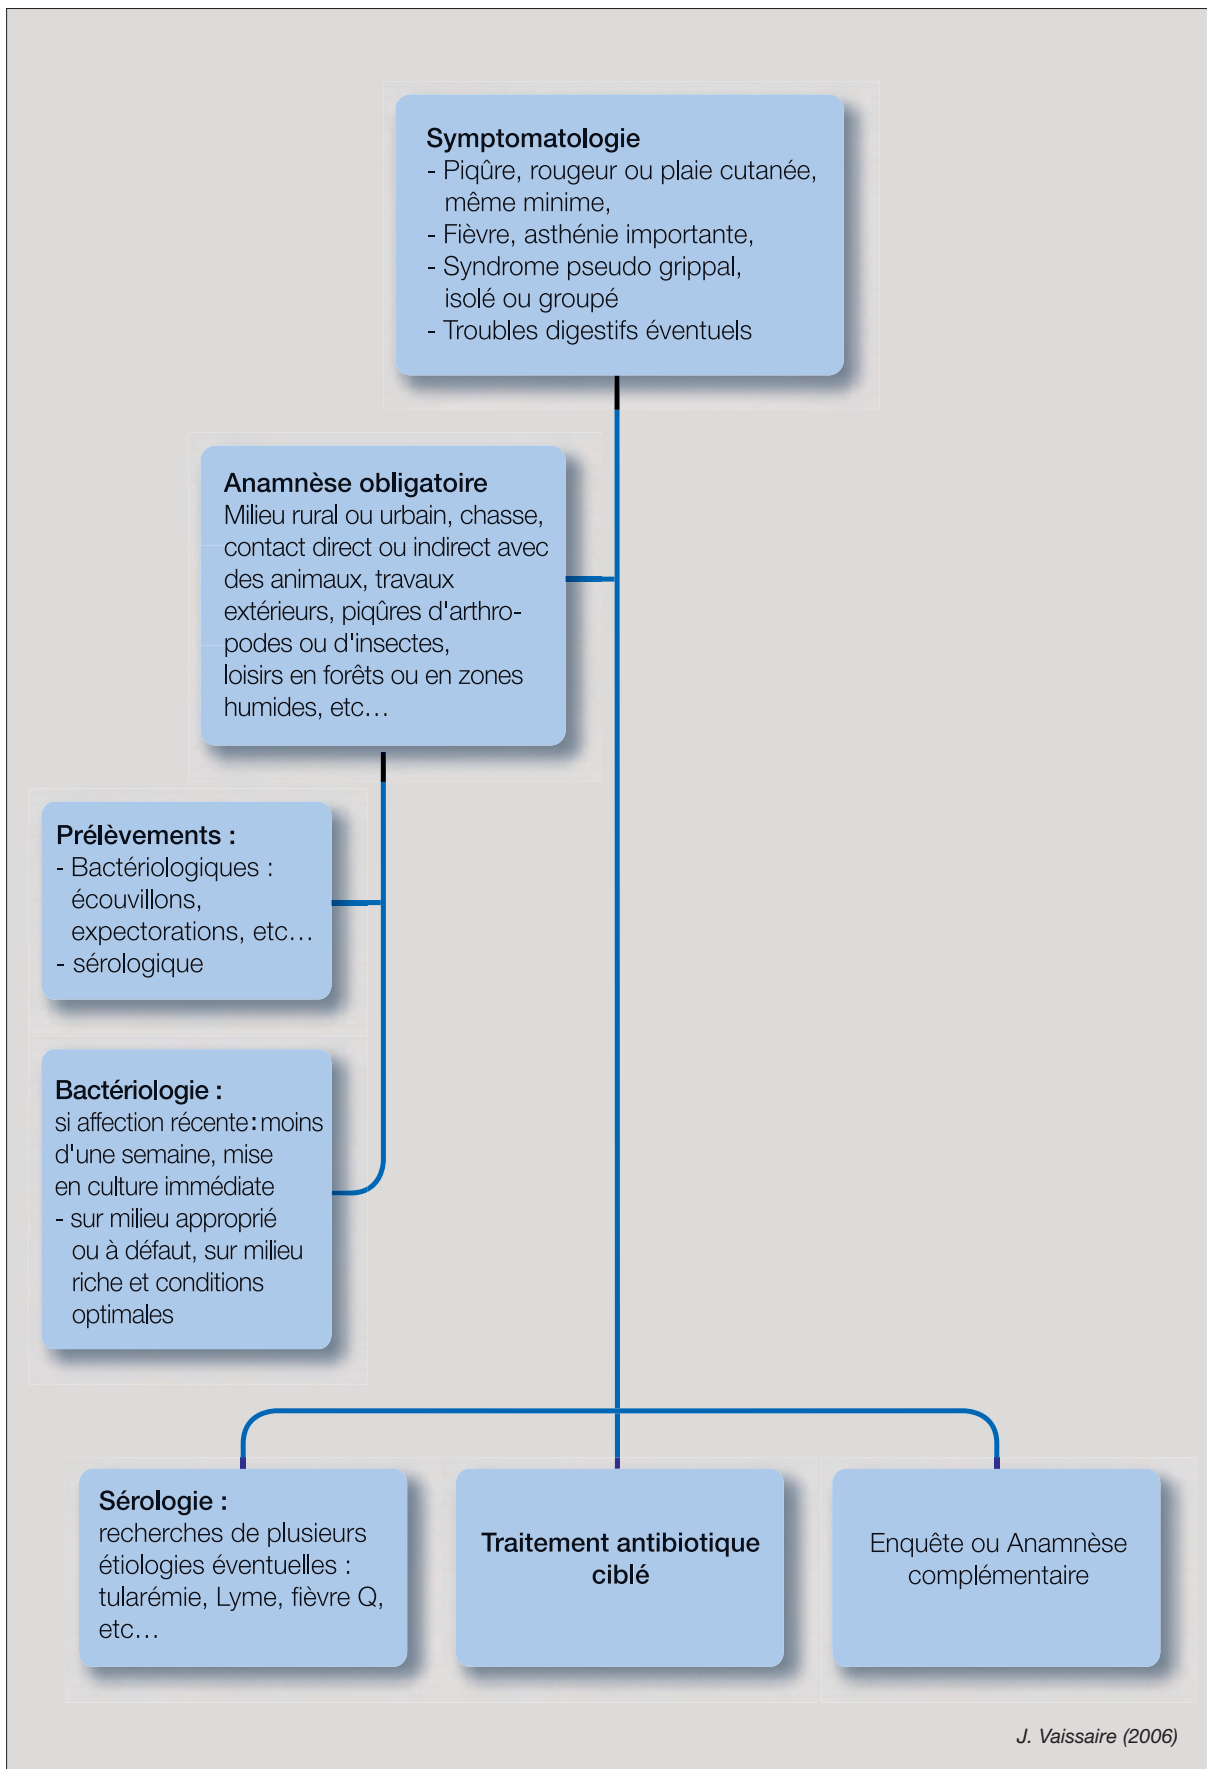 Symptomatologie
- Piqûre, rougeur ou plaie cutanée,
même minime,
- Fièvre, asthénie importante,
- Syndrome pseudo grippal,
isolé ou groupé
- Troubles digestifs éventuels
Anamnèse obligatoire
Milieu rural ou urbain, chasse,
contact direct ou indirect avec
des animaux, travaux
extérieurs, piqûres d'arthro-
podes ou d'insectes,
loisirs en forêts ou en zones
humides, etc…
Prélèvements :
- Bactériologiques :
écouvillons,
expectorations, etc…
- sérologique
Bactériologie :
si affection récente : moins
d'une semaine, mise
en culture immédiate
- sur milieu approprié
ou à défaut, sur milieu
riche et conditions
optimales
Sérologie :
recherches de plusieurs
étiologies éventuelles :
tularémie, Lyme, fièvre Q,
etc…
Traitement antibiotique
ciblé
Enquête ou Anamnèse
complémentaire
J. Vaissaire (2006)